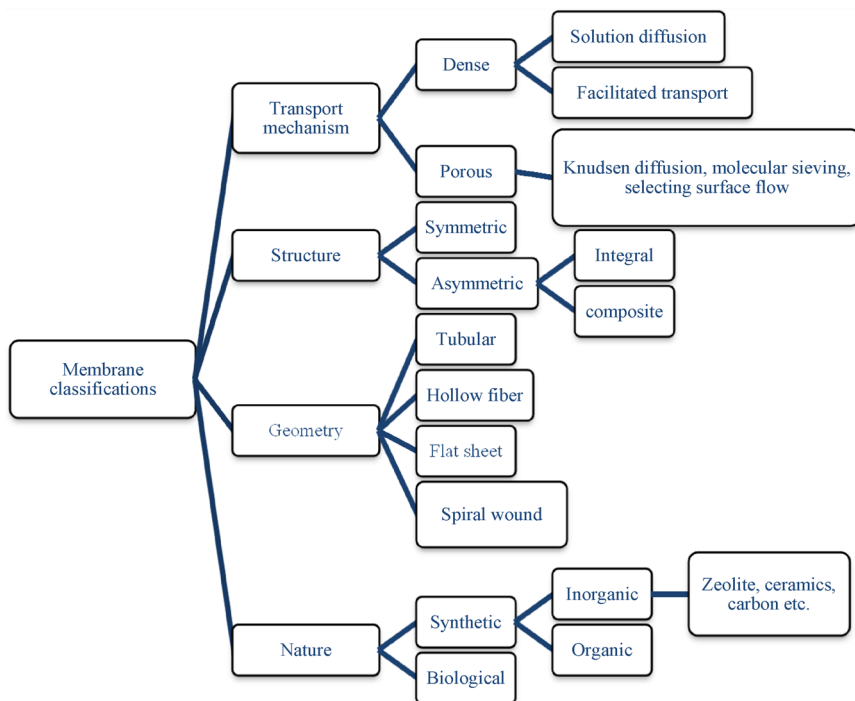 Membrane
classifications
Transport
mechanism
Dense
Solution diffusion
Facilitated transport
Porous
Knudsen diffusion, molecular sieving,
selecting surface flow
Structure
Symmetric
Asymmetric
Integral
composite
Geometry
Tubular
Hollow fiber
Flat sheet
Spiral wound
Nature
Synthetic
Inorganic
Zeolite, ceramics,
carbon etc.
Organic
Biological